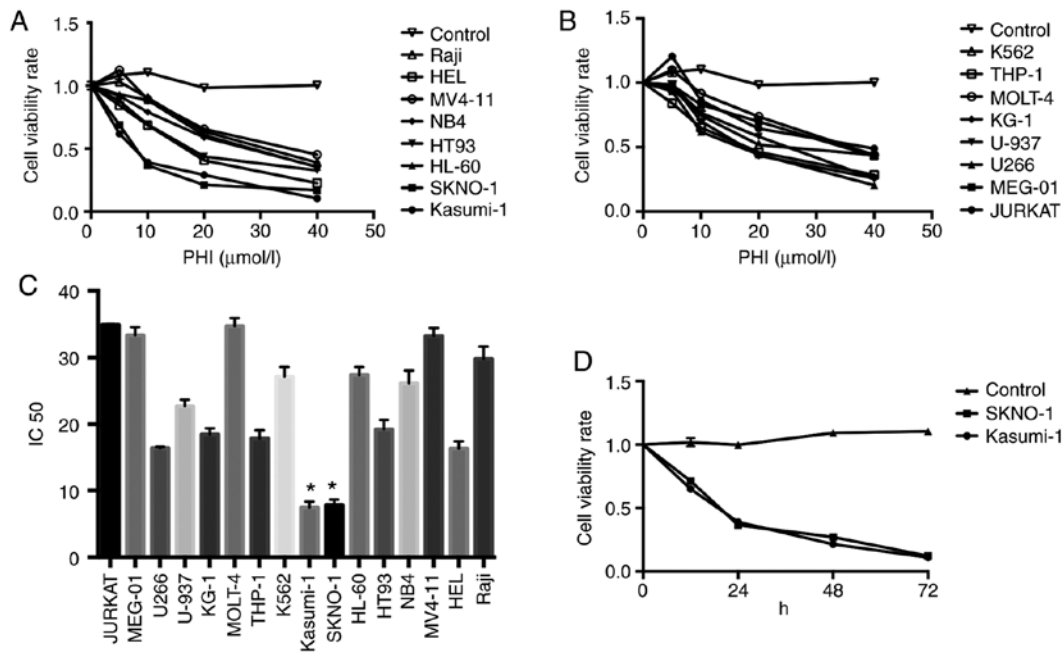 A
Cell viability rate
1.5
1.0
0.5
0.0
0
10
20
30
40
50
PHI (μmol/l)
Control
Raji
HEL
MV4-11
NB4
HT93
HL-60
SKNO-1
Kasumi-1
B
Cell viability rate
1.5
1.0
0.5
0.0
0
10
20
30
40
50
PHI (μmol/l)
Control
K562
THP-1
MOLT-4
KG-1
U-937
U266
MEG-01
JURKAT
C
IC 50
40
30
20
10
0
* *
JURKAT
MEG-01
U266
U-937
KG-1
MOLT-4
THP-1
K562
Kasumi-1
SKNO-1
HL-60
HT93
NB4
MV4-11
HEL
Raji
D
Cell viability rate
1.5
1.0
0.5
0.0
0
24
48
72
h
Control
SKNO-1
Kasumi-1